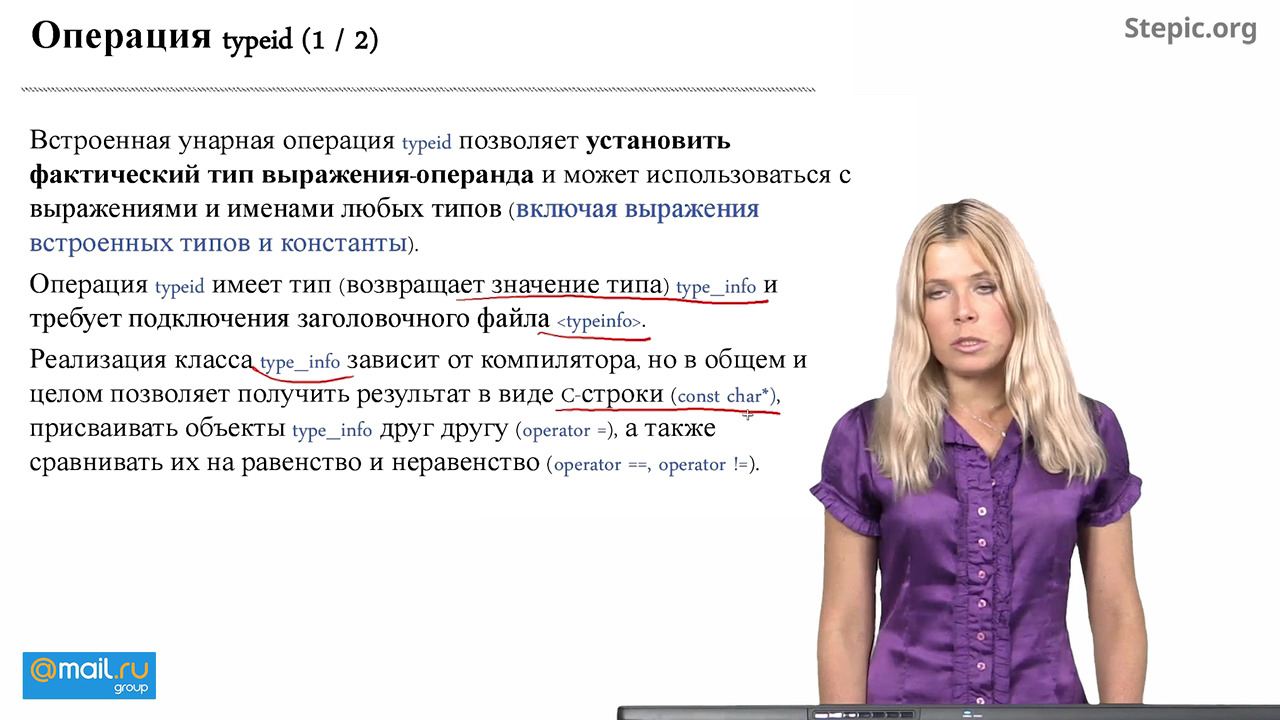 Операция typeid (1 / 2)
Stepic.org
Встроенная унарная операция typeid позволяет установить
фактический тип выражения-операнда и может использоваться с
выражениями и именами любых типов (включая выражения
встроенных типов и константы).
Операция typeid имеет тип (возвращает значение типа) type_info и
требует подключения заголовочного файла <typeinfo>.
Реализация класса type_info зависит от компилятора, но в общем и
целом позволяет получить результат в виде C-строки (const char*),
присваивать объекты type_info друг другу (operator =), а также
сравнивать их на равенство и неравенство (operator ==, operator !=).
@mail.ru
group